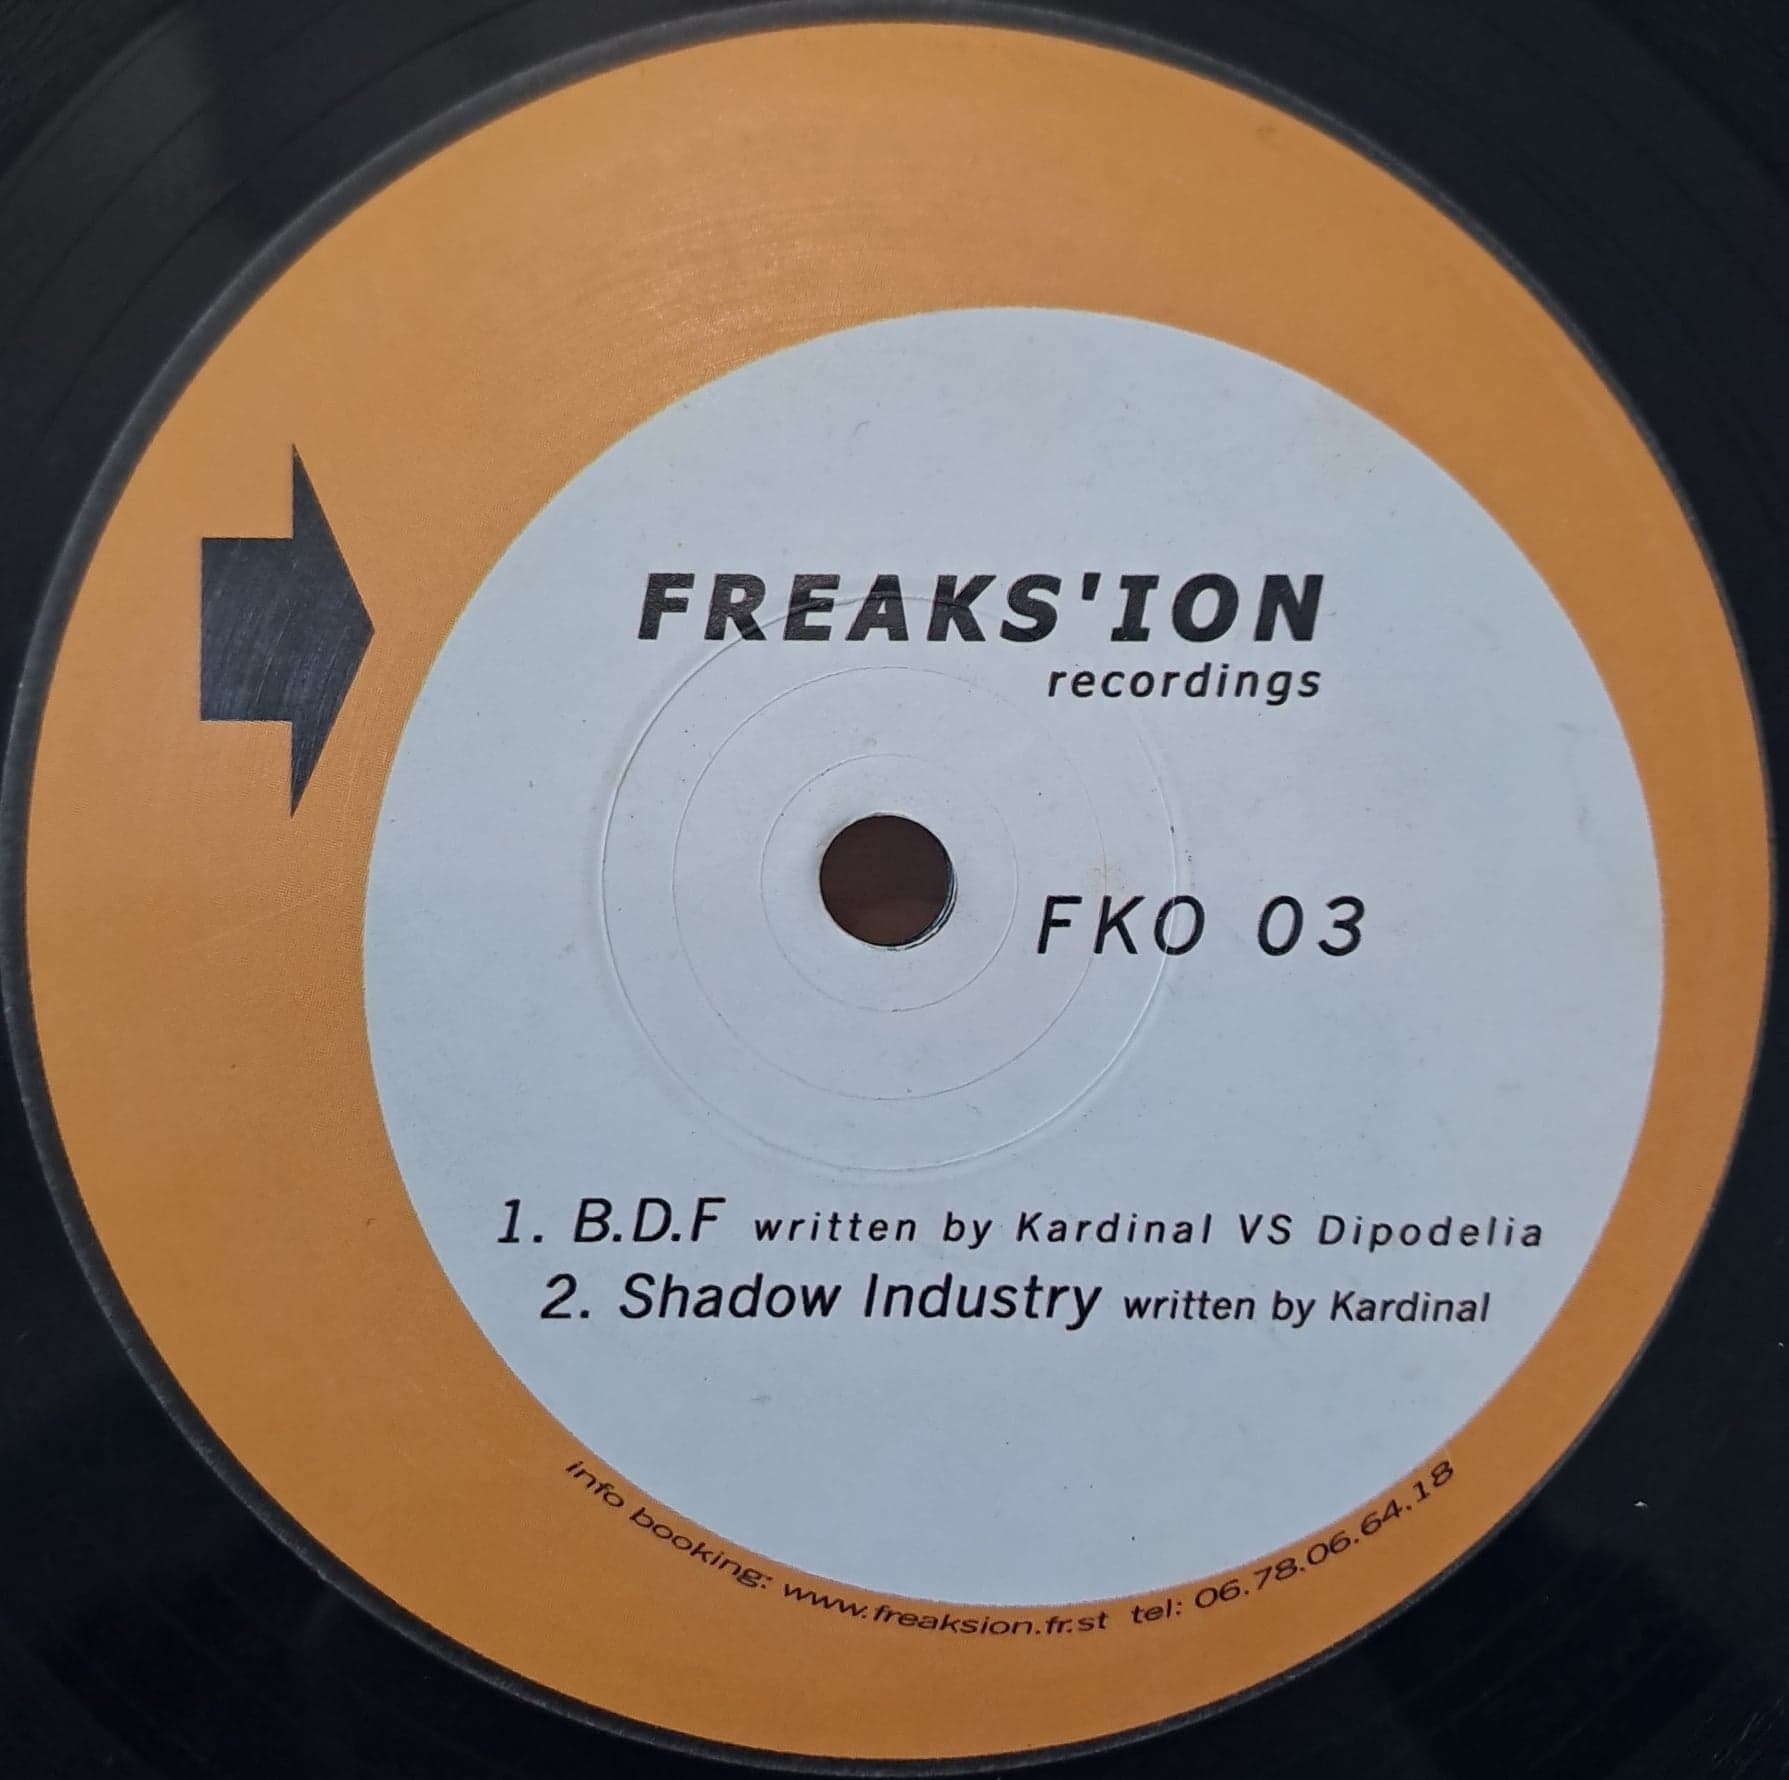 FREAKS'ION
recordings
FKO 03
1. B.D.F written by Kardinal VS Dipodelia
2. Shadow Industry written by Kardinal
info booking: www.freaksion.fr.st tel: 06.78.06.64.18